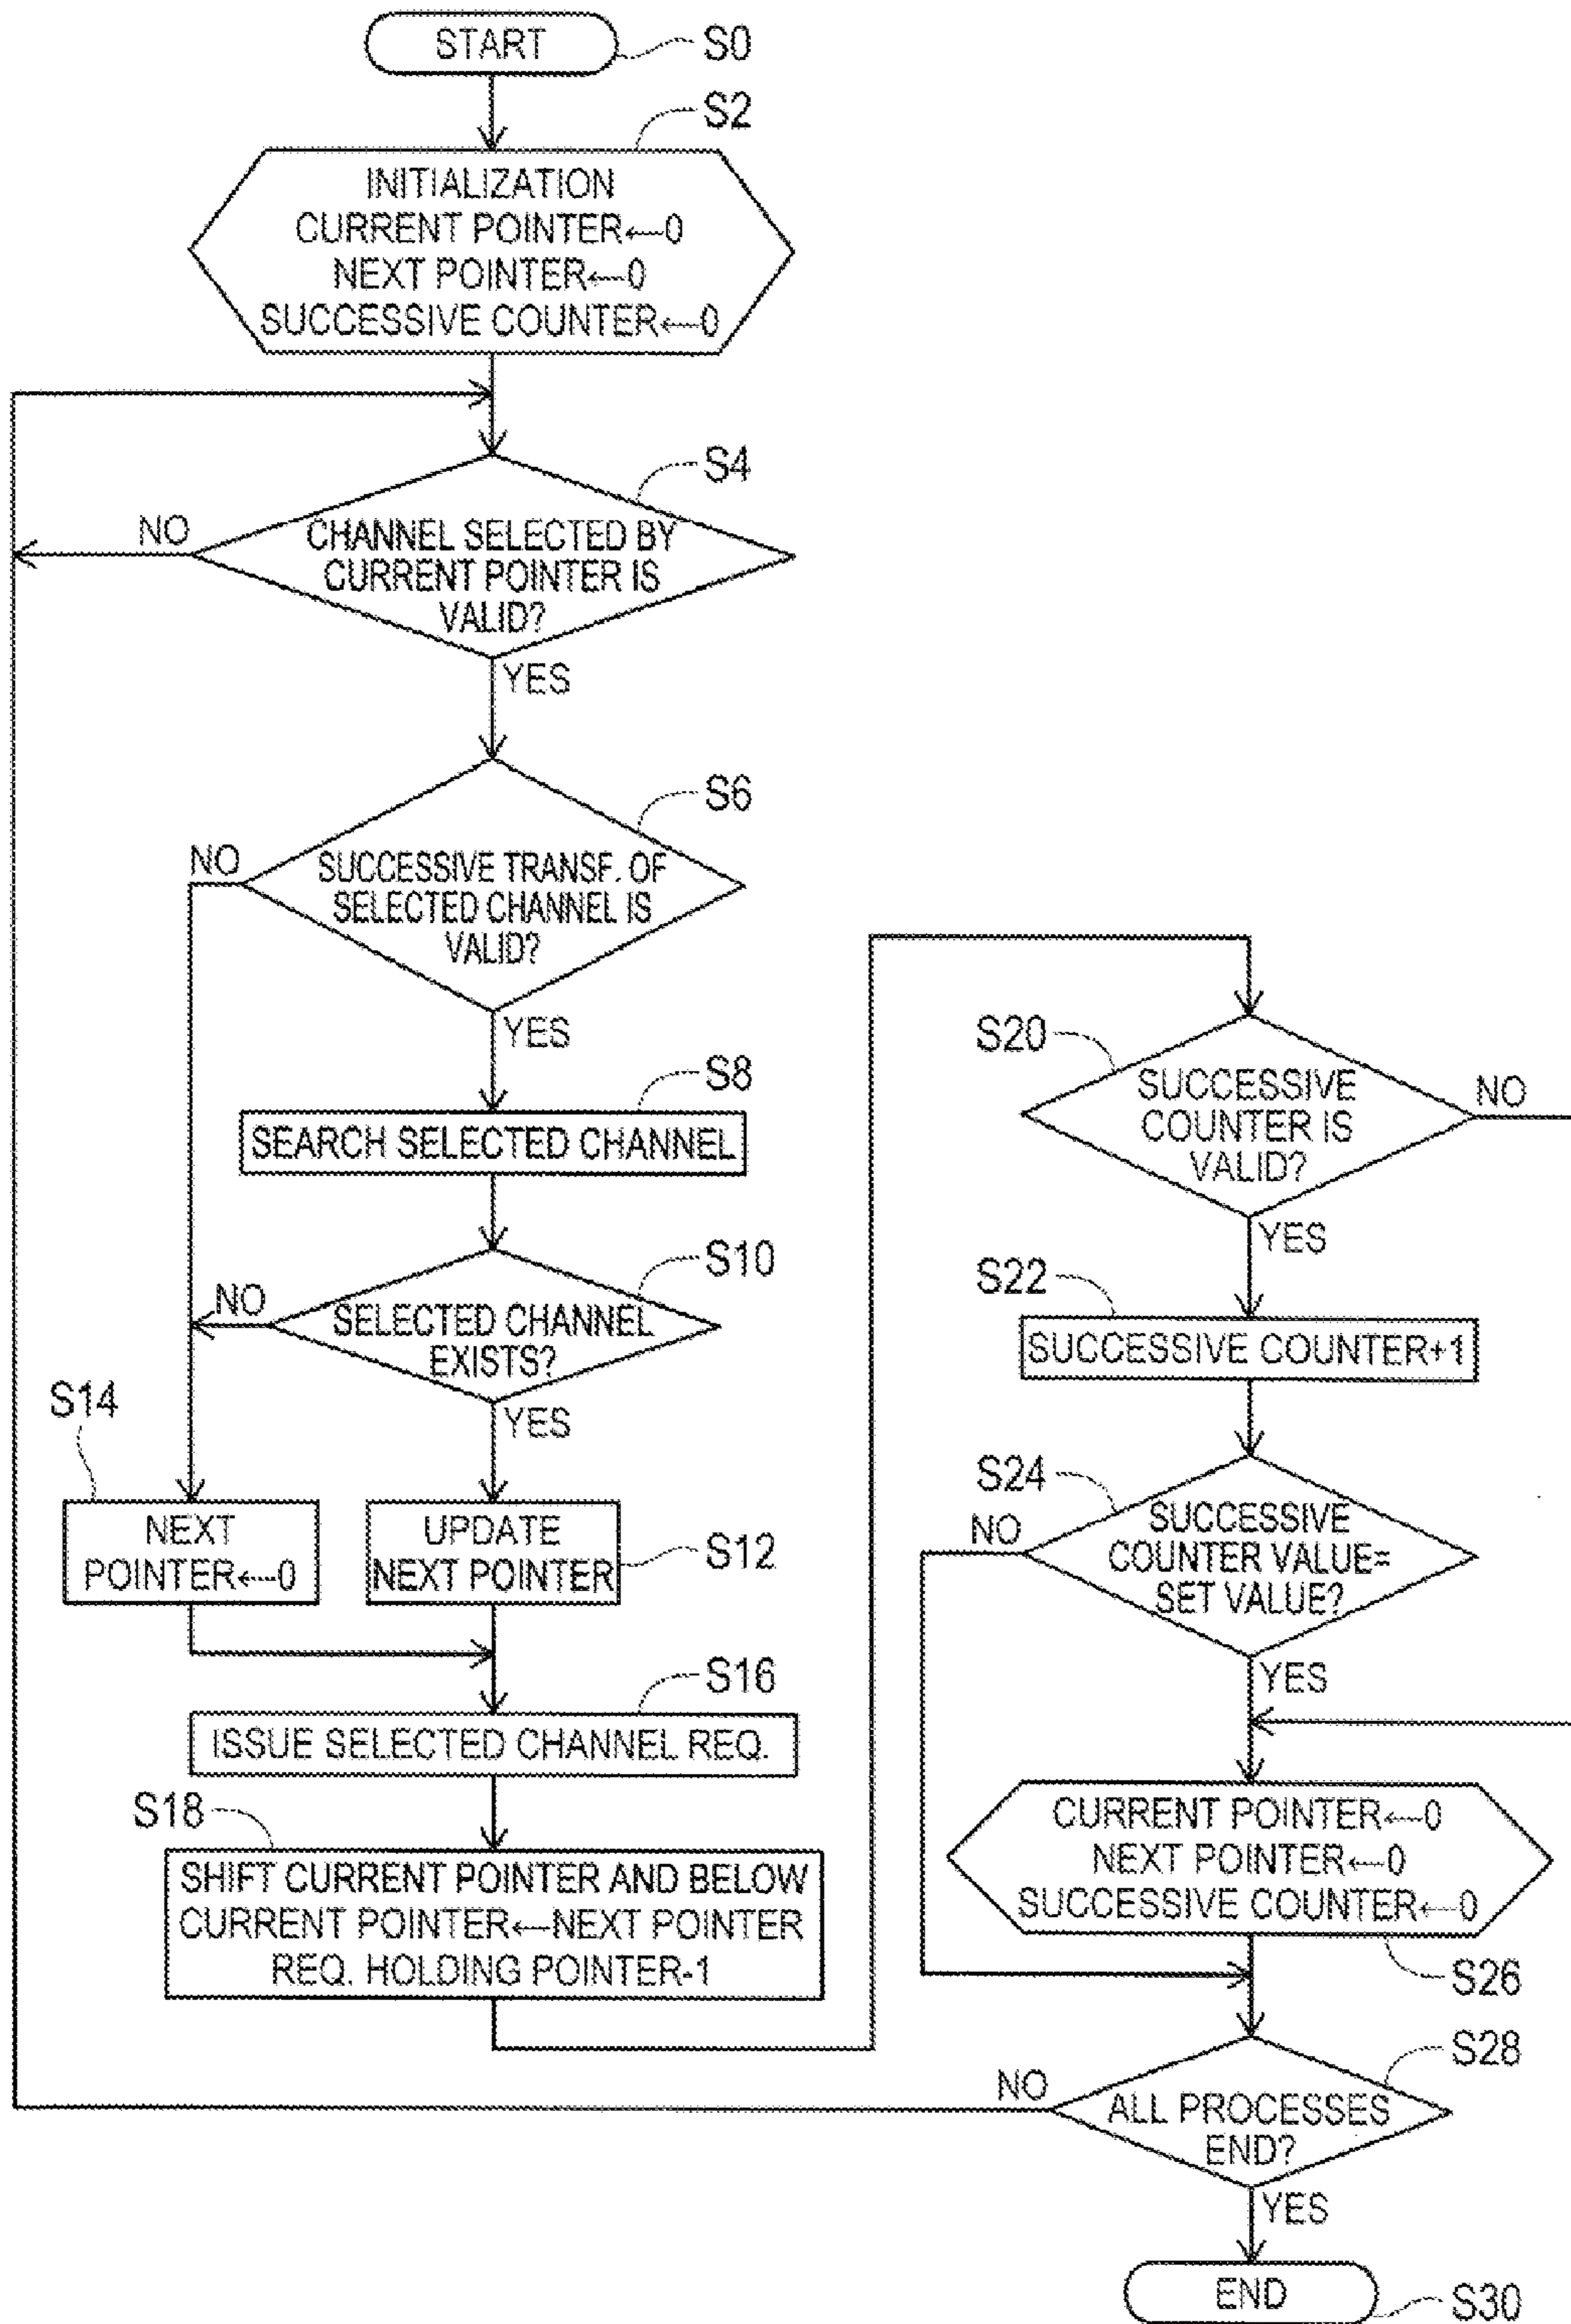 START
S0
S2
INITIALIZATION
CURRENT POINTER←0
NEXT POINTER←0
SUCCESSIVE COUNTER←0
S4
NO
CHANNEL SELECTED BY
CURRENT POINTER IS
VALID?
YES
S6
NO
SUCCESSIVE TRANSF. OF
SELECTED CHANNEL IS
VALID?
YES
S8
SEARCH SELECTED CHANNEL
S10
NO
SELECTED CHANNEL
EXISTS?
YES
S14
NEXT
POINTER←0
UPDATE
NEXT POINTER
S12
S16
ISSUE SELECTED CHANNEL REQ.
S18
SHIFT CURRENT POINTER AND BELOW
CURRENT POINTER←NEXT POINTER
REQ. HOLDING POINTER-1
S20
SUCCESSIVE
COUNTER IS
VALID?
NO
YES
S22
SUCCESSIVE COUNTER+1
S24
NO
SUCCESSIVE
COUNTER VALUE=
SET VALUE?
YES
CURRENT POINTER←0
NEXT POINTER←0
SUCCESSIVE COUNTER←0
S26
S28
NO
ALL PROCESSES
END?
YES
END
S30